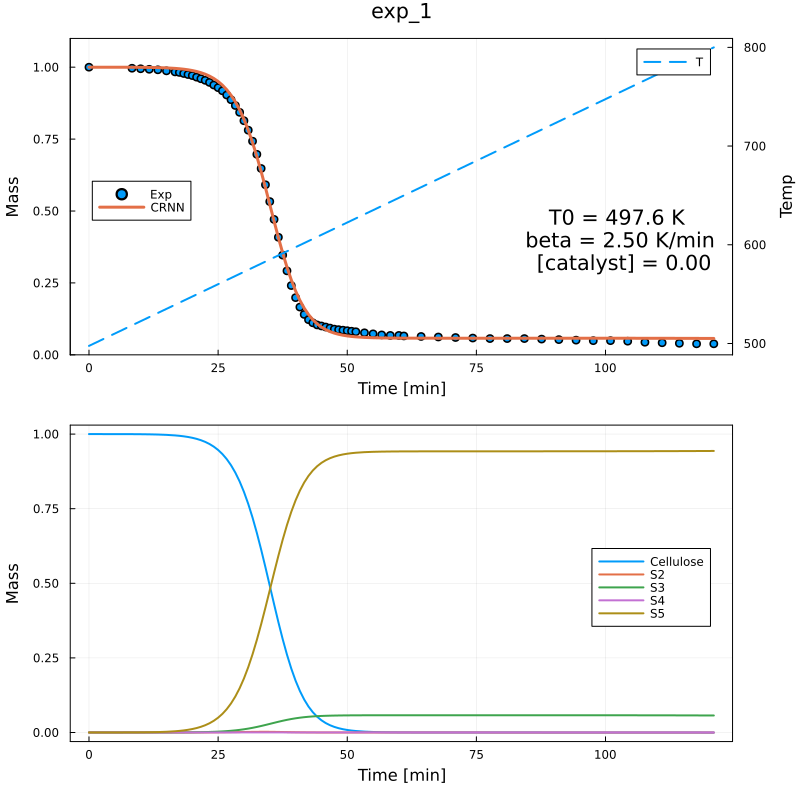 exp_1
1.00
0.75
0.50
0.25
0.00
Mass
0
25
50
75
100
Time [min]
800
700
600
500
Temp
T
Exp
CRNN
T0 = 497.6 K
beta = 2.50 K/min
[catalyst] = 0.00
1.00
0.75
0.50
0.25
0.00
Mass
0
25
50
75
100
Time [min]
Cellulose
S2
S3
S4
S5